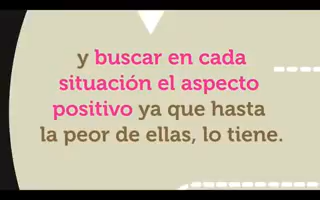 y buscar en cada
situación el aspecto
positivo ya que hasta
la peor de ellas, lo tiene.